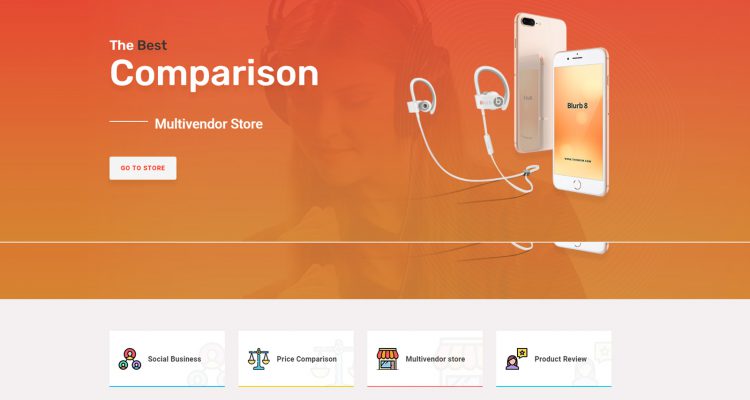 The Best
Comparison
Multivendor Store
GO TO STORE
Blurb 8
Social Business
Price Comparison
Multivendor store
Product Review